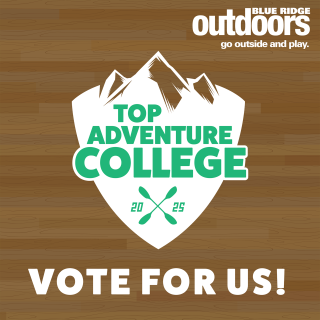 BLUE RIDGE
outdoors
go outside and play.
TOP
ADVENTURE
COLLEGE
20 25
VOTE FOR US!